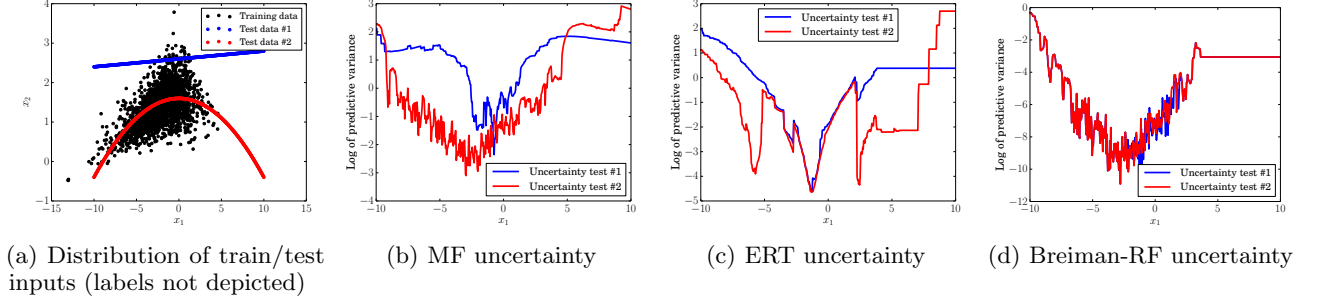 4
3
2
1
0
−1
−15
−10
−5
0
5
10
15
x₂
x₁
Training data
Test data #1
Test data #2
3
2
1
0
−1
−2
−3
−4
−10
−5
0
5
10
Log of predictive variance
x₁
Uncertainty test #1
Uncertainty test #2
3
2
1
0
−1
−2
−3
−4
−5
−10
−5
0
5
10
Log of predictive variance
x₁
Uncertainty test #1
Uncertainty test #2
0
−2
−4
−6
−8
−10
−12
−10
−5
0
5
10
Log of predictive variance
x₁
Uncertainty test #1
Uncertainty test #2
(a) Distribution of train/test
inputs (labels not depicted)
(b) MF uncertainty
(c) ERT uncertainty
(d) Breiman-RF uncertainty